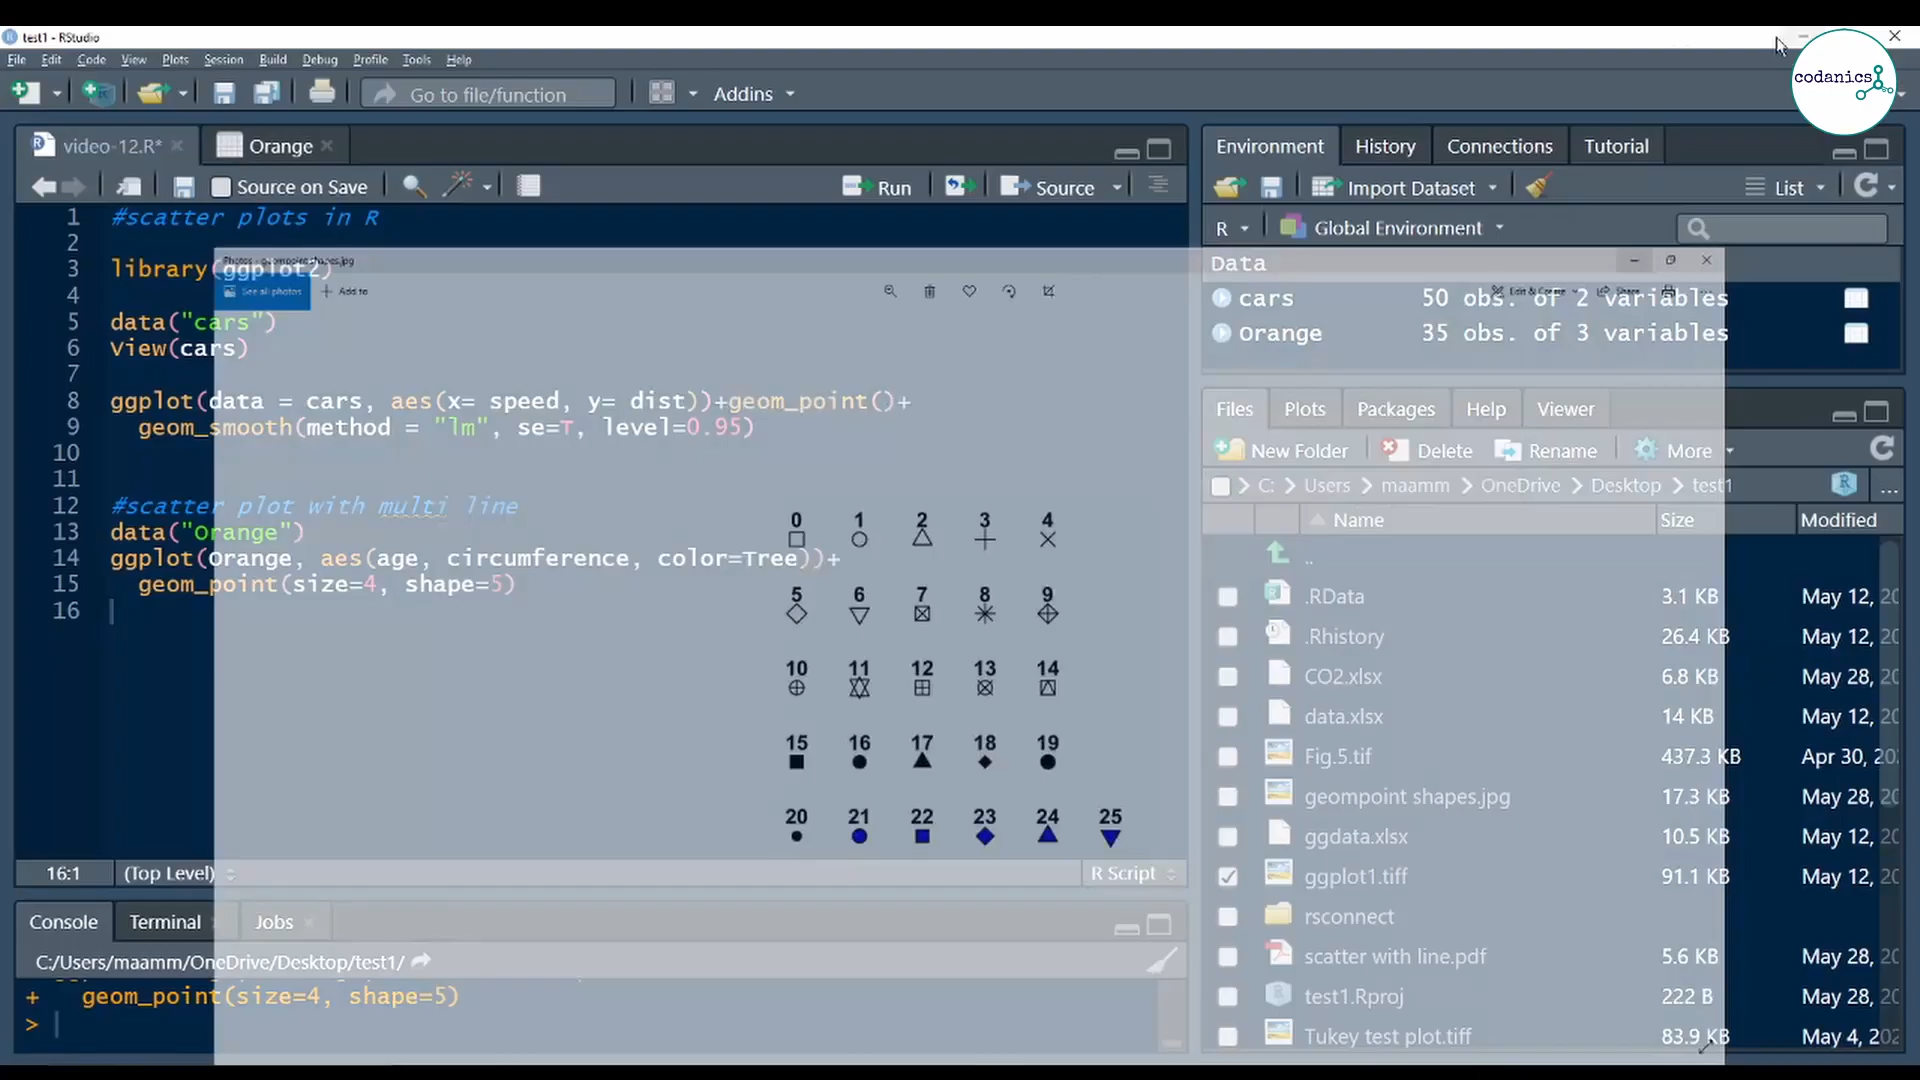 test1 - RStudio
codanics
File Edit Code View Plots Session Build Debug Profile Tools Help
Go to file/function
Addins
video-12.R*
Orange
Source on Save
Run
Source
1 #scatter plots in R
2
3 library(ggplot2)
4
5 data("cars")
6 View(cars)
7
8 ggplot(data = cars, aes(x= speed, y= dist))+geom_point()+
9 geom_smooth(method = "lm", se=T, level=0.95)
10
11
12 #scatter plot with multi line
13 data("Orange")
14 ggplot(Orange, aes(age, circumference, color=Tree))+
15 geom_point(size=4, shape=5)
16
Photos - geompoint shapes.jpg
See all photos
Add to
Edit & Create
Share
0 1 2 3 4
5 6 7 8 9
10 11 12 13 14
15 16 17 18 19
20 21 22 23 24 25
16:1
(Top Level)
R Script
Console Terminal Jobs
C:/Users/maamm/OneDrive/Desktop/test1/
+ geom_point(size=4, shape=5)
>
Environment History Connections Tutorial
Import Dataset
List
R
Global Environment
Data
cars 50 obs. of 2 variables
Orange 35 obs. of 3 variables
Files Plots Packages Help Viewer
New Folder Delete Rename More
C: > Users > maamm > OneDrive > Desktop > test1
R
...
Name Size Modified
..
.RData 3.1 KB May 12, 20
.Rhistory 26.4 KB May 12, 20
CO2.xlsx 6.8 KB May 28, 20
data.xlsx 14 KB May 12, 20
Fig.5.tif 437.3 KB Apr 30, 20
geompoint shapes.jpg 17.3 KB May 28, 20
ggdata.xlsx 10.5 KB May 12, 20
ggplot1.tiff 91.1 KB May 12, 20
rsconnect
scatter with line.pdf 5.6 KB May 28, 20
test1.Rproj 222 B May 28, 20
Tukey test plot.tiff 83.9 KB May 4, 202